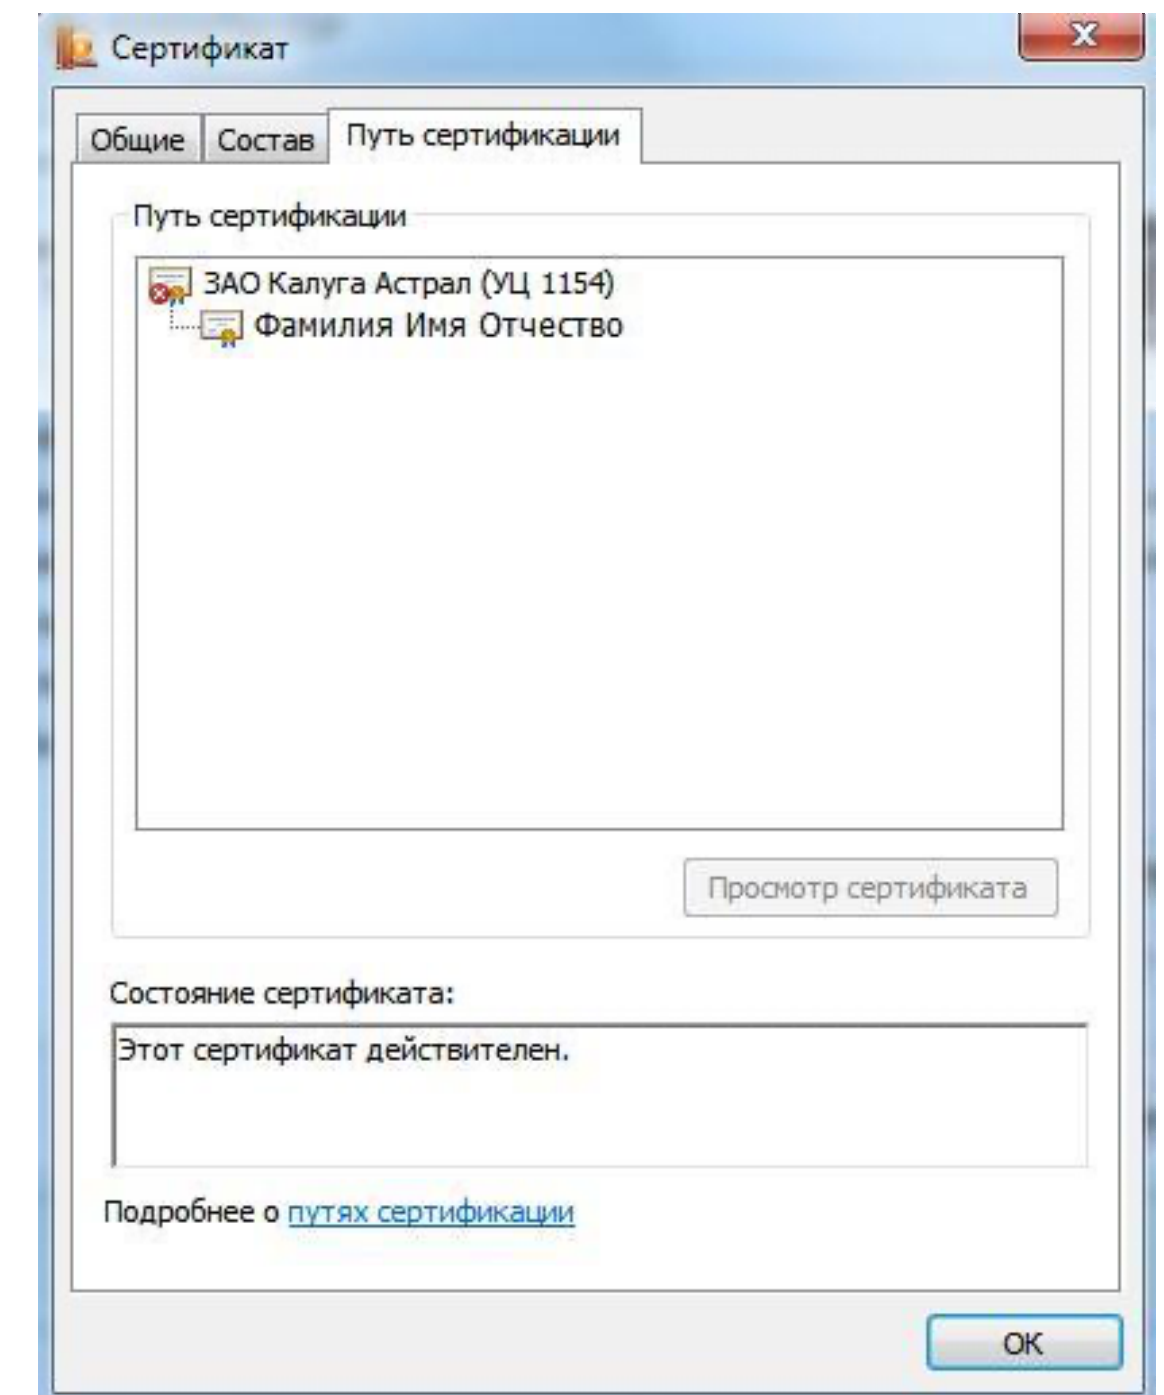 Сертификат
Общие Состав Путь сертификации
Путь сертификации
ЗАО Калуга Астрал (УЦ 1154)
Фамилия Имя Отчество
Просмотр сертификата
Состояние сертификата:
Этот сертификат действителен.
Подробнее о путях сертификации
ОК